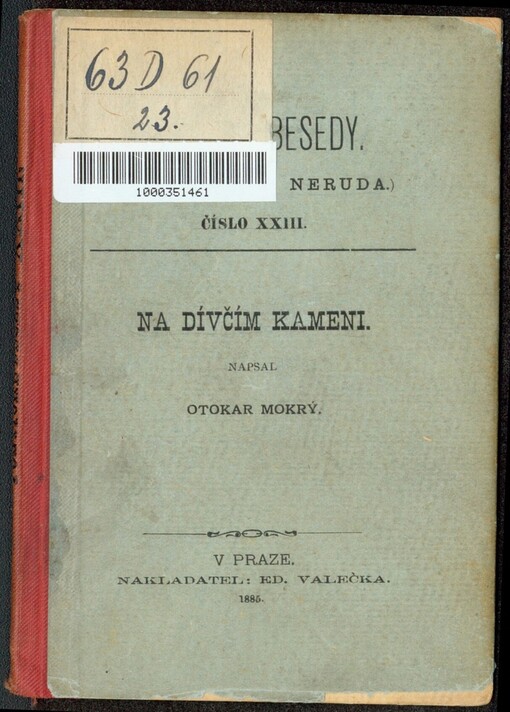 63 D 61
23.
1000351461
BESEDY.
NERUDA.)
ČÍSLO XXIII.
NA DÍVČÍM KAMENI.
NAPSAL
OTOKAR MOKRÝ.
V PRAZE.
NAKLADATEL: ED. VALEČKA.
1885.